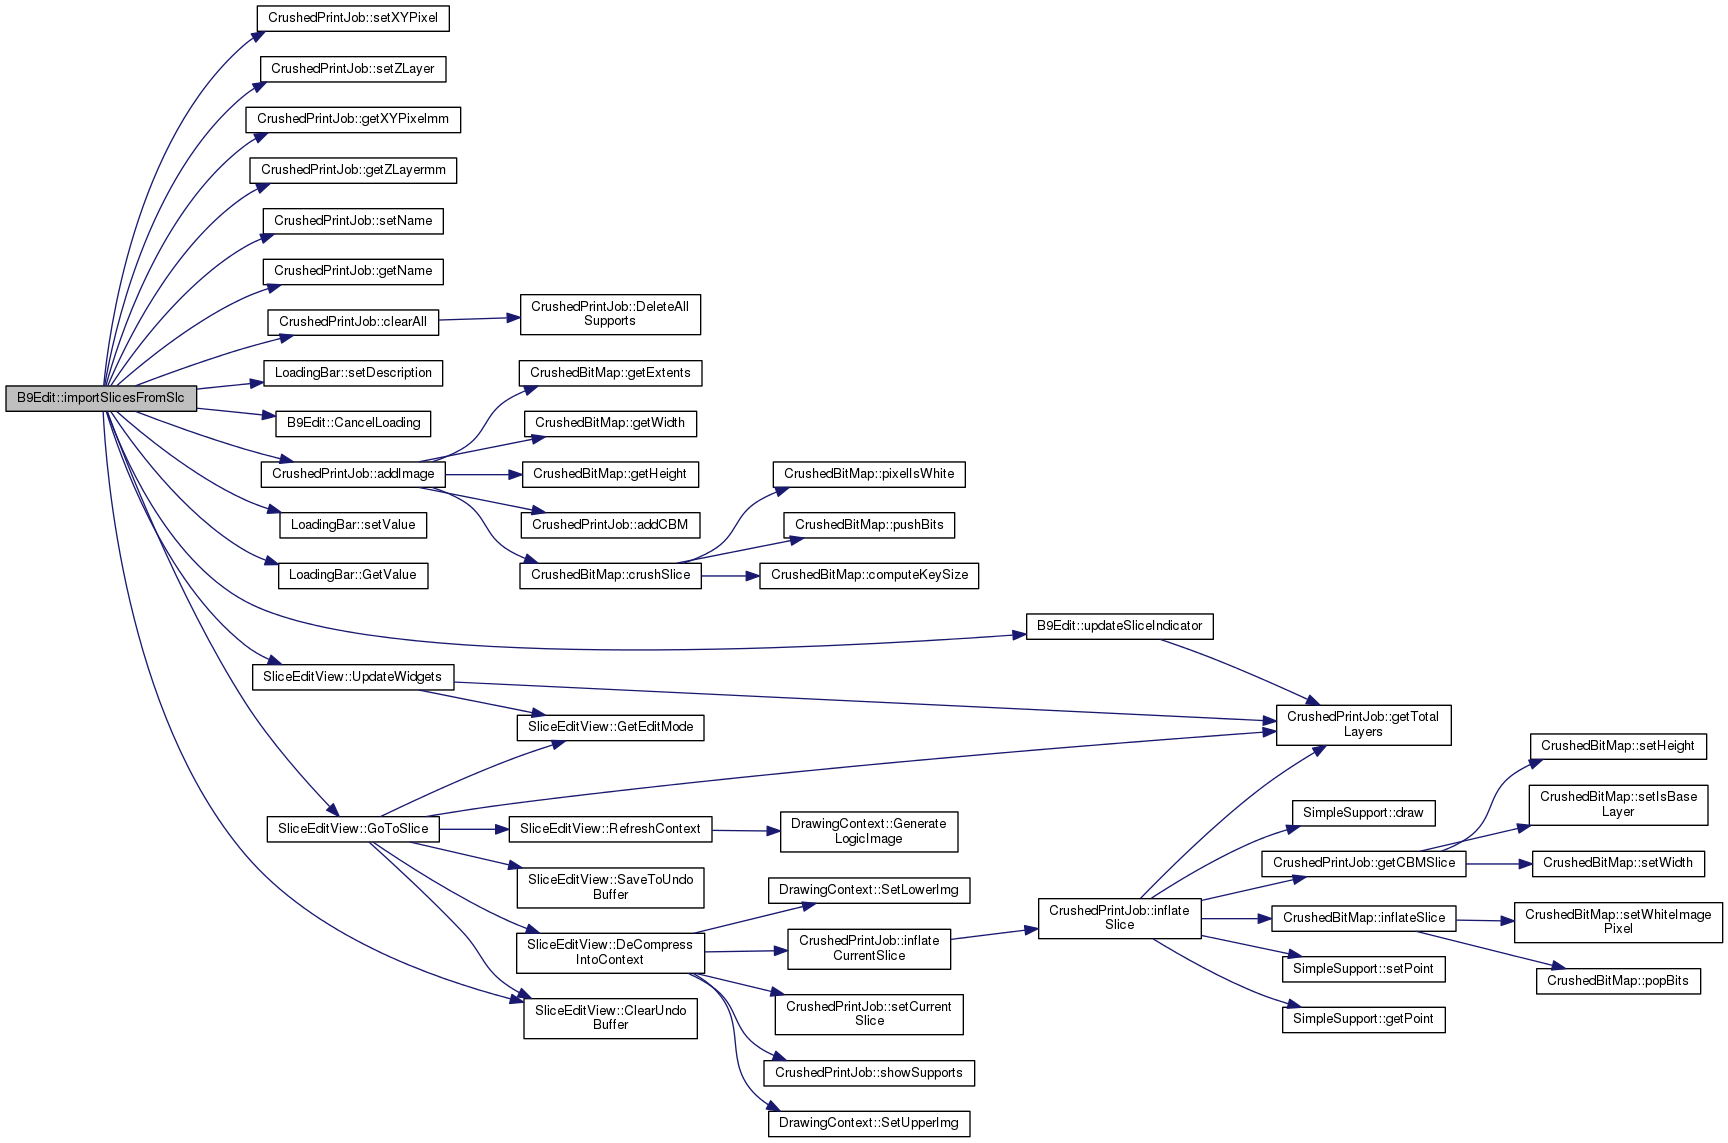 CrushedPrintJob::setXYPixel
CrushedPrintJob::setZLayer
CrushedPrintJob::getXYPixelmm
CrushedPrintJob::getZLayermm
CrushedPrintJob::setName
CrushedPrintJob::getName
CrushedPrintJob::clearAll
CrushedPrintJob::DeleteAll
Supports
LoadingBar::setDescription
CrushedBitMap::getExtents
B9Edit::importSlicesFromSlc
B9Edit::CancelLoading
CrushedBitMap::getWidth
CrushedPrintJob::addImage
CrushedBitMap::getHeight
CrushedBitMap::pixelIsWhite
LoadingBar::setValue
CrushedPrintJob::addCBM
CrushedBitMap::pushBits
LoadingBar::GetValue
CrushedBitMap::crushSlice
CrushedBitMap::computeKeySize
B9Edit::updateSliceIndicator
SliceEditView::UpdateWidgets
SliceEditView::GetEditMode
CrushedPrintJob::getTotal
Layers
CrushedBitMap::setHeight
SliceEditView::GoToSlice
SliceEditView::RefreshContext
DrawingContext::Generate
LogicImage
SimpleSupport::draw
CrushedBitMap::setIsBase
Layer
CrushedPrintJob::getCBMSlice
CrushedBitMap::setWidth
SliceEditView::SaveToUndo
Buffer
DrawingContext::SetLowerImg
CrushedPrintJob::inflate
Slice
CrushedBitMap::inflateSlice
CrushedBitMap::setWhiteImage
Pixel
SliceEditView::DeCompress
IntoContext
CrushedPrintJob::inflate
CurrentSlice
SimpleSupport::setPoint
CrushedBitMap::popBits
SliceEditView::ClearUndo
Buffer
CrushedPrintJob::setCurrent
Slice
SimpleSupport::getPoint
CrushedPrintJob::showSupports
DrawingContext::SetUpperImg